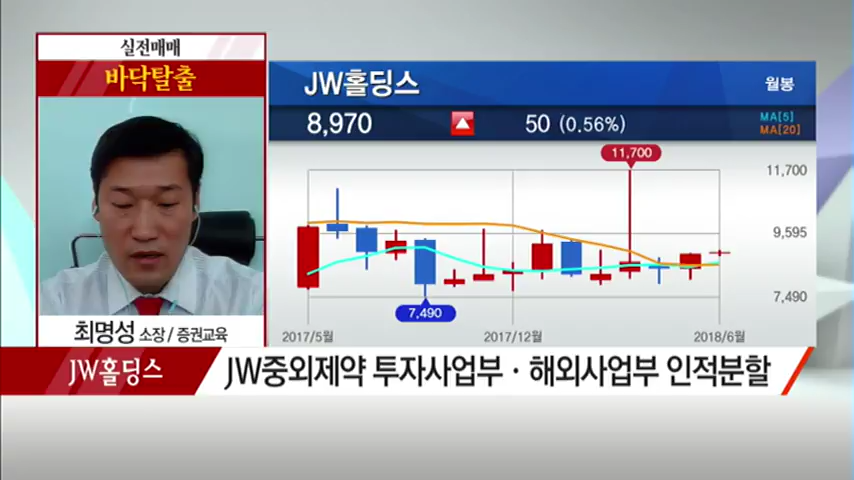 실전매매
바닥탈출
최명성 소장 / 증권교육
JW홀딩스
월봉
8,970 50 (0.56%)
MA[5]
MA[20]
11,700
11,700
9,595
7,490
7,490
2017/5월 2017/12월 2018/6월
JW홀딩스
JW중외제약 투자사업부 · 해외사업부 인적분할